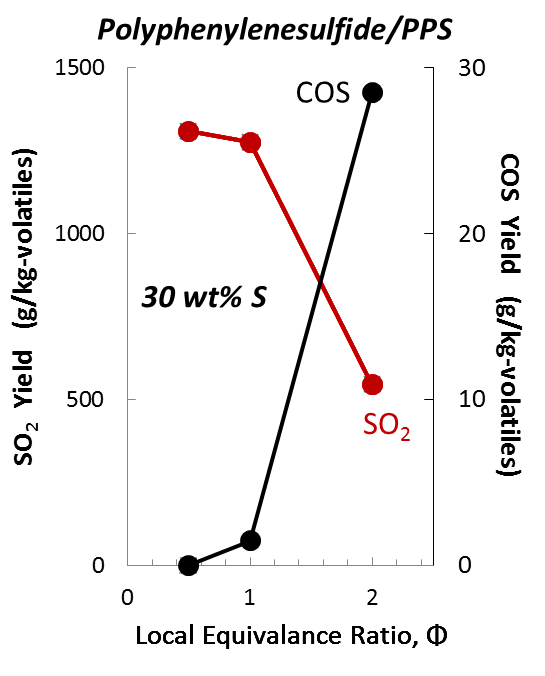 Polyphenylenesulfide/PPS
1500
1000
500
0
SO₂ Yield (g/kg-volatiles)
30
20
10
0
COS Yield (g/kg-volatiles)
COS
30 wt% S
SO₂
0
1
2
Local Equivalance Ratio, Φ